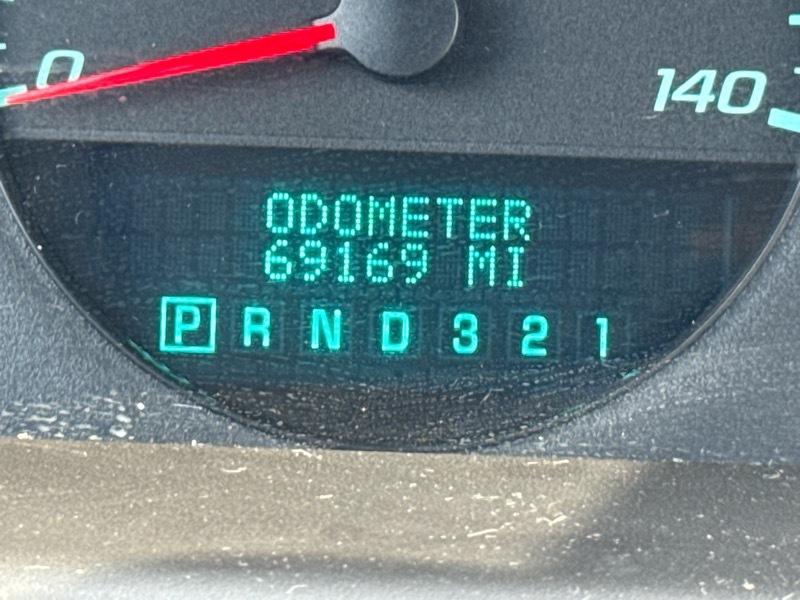 0
140
ODOMETER
69169 MI
P R N D 3 2 1